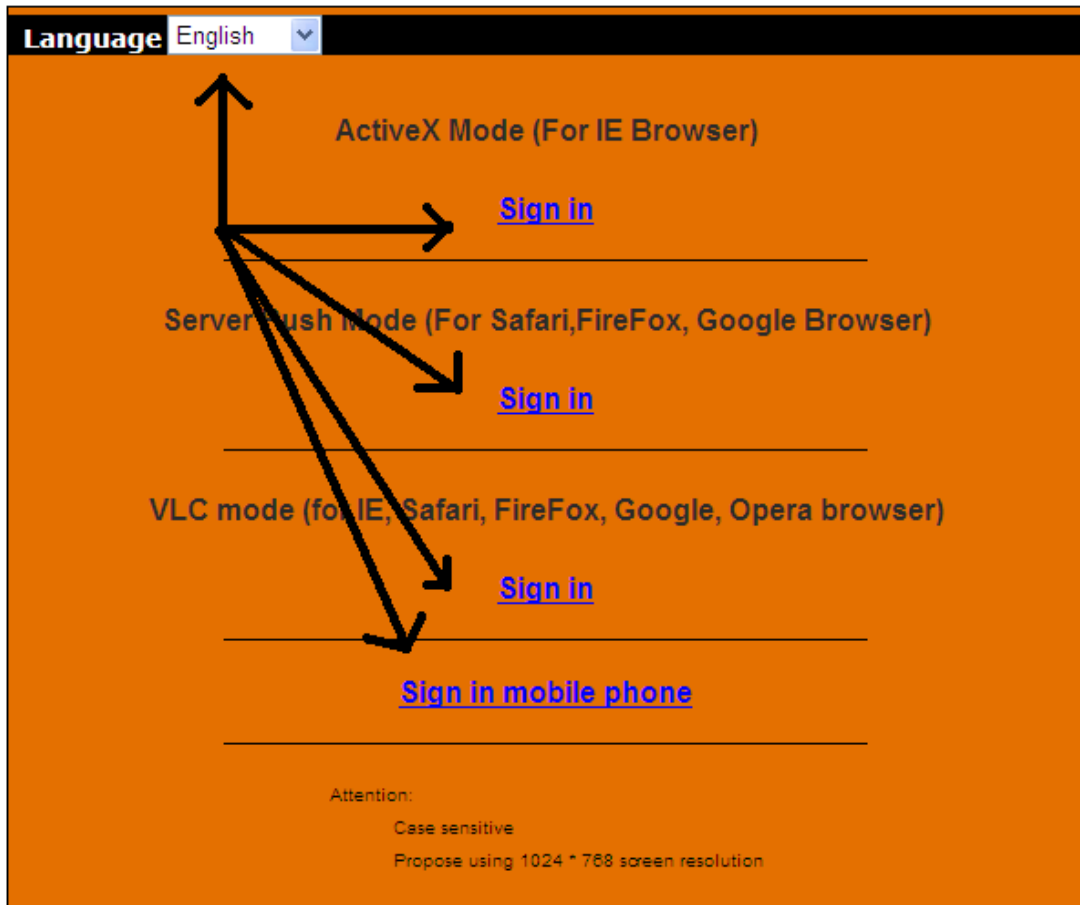 Language English
ActiveX Mode (For IE Browser)
Sign in
Server Push Mode (For Safari,FireFox, Google Browser)
Sign in
VLC mode (for IE, Safari, FireFox, Google, Opera browser)
Sign in
Sign in mobile phone
Attention:
Case sensitive
Propose using 1024 * 768 screen resolution